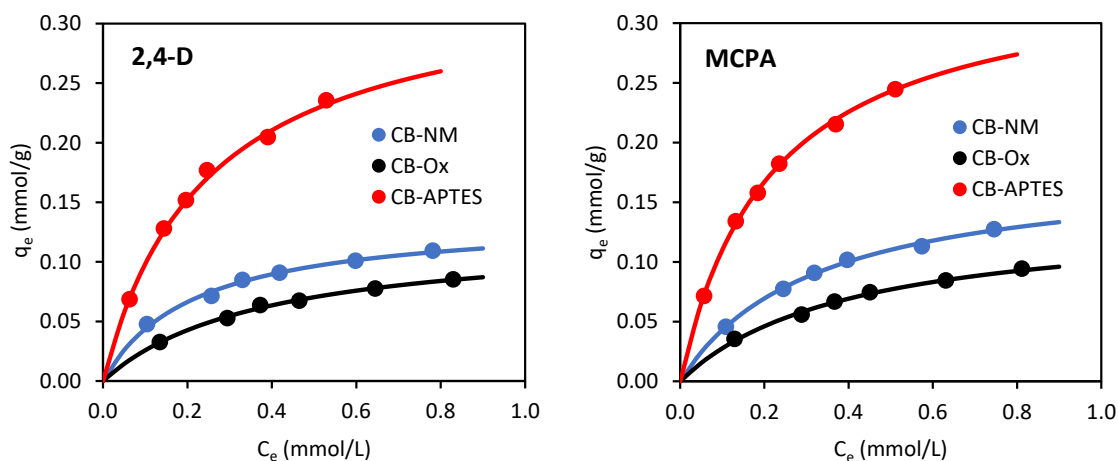 2,4-D
0.30
0.25
0.20
0.15
0.10
0.05
0.00
qe (mmol/g)
CB-NM
CB-Ox
CB-APTES
0.0 0.2 0.4 0.6 0.8 1.0
Ce (mmol/L)
MCPA
0.30
0.25
0.20
0.15
0.10
0.05
0.00
qe (mmol/g)
CB-NM
CB-Ox
CB-APTES
0.0 0.2 0.4 0.6 0.8 1.0
Ce (mmol/L)